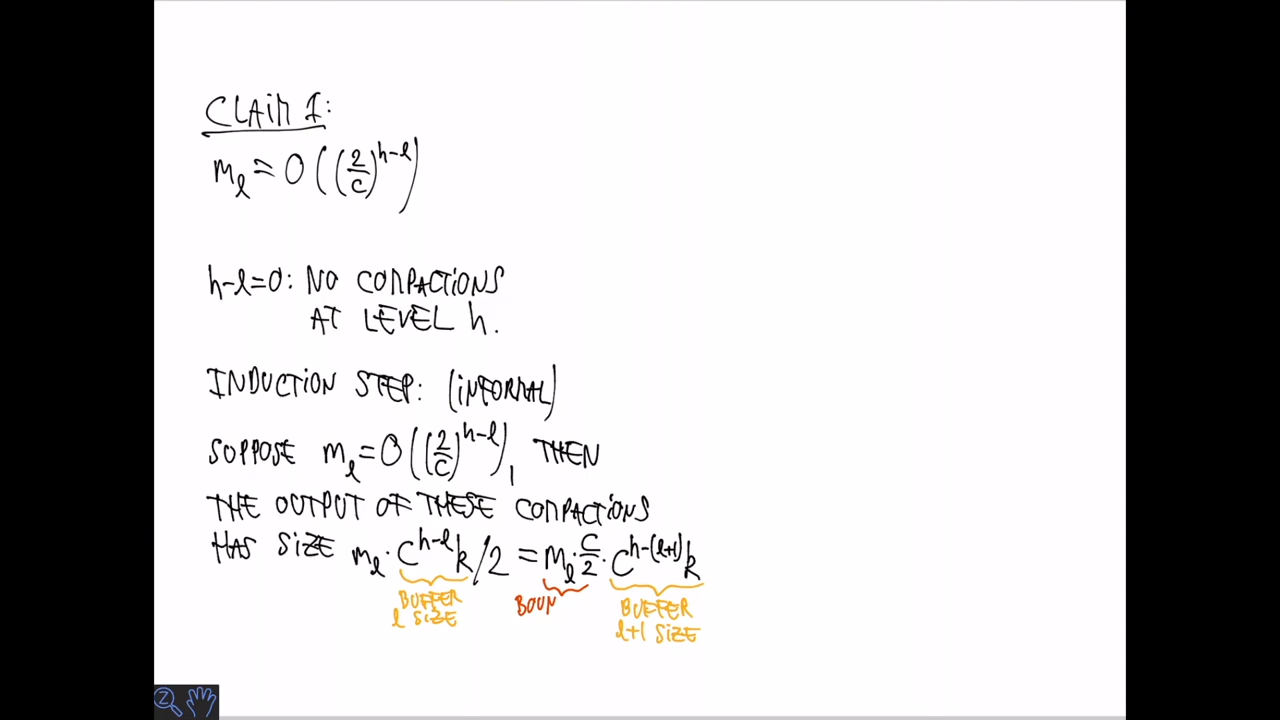 CLAIM 1:
m_ℓ = O((2/c)^{h-ℓ})
h-ℓ=0: NO COMPACTIONS
AT LEVEL h.
INDUCTION STEP: (INFORMAL)
SUPPOSE m_ℓ = O((2/c)^{h-ℓ}), THEN
THE OUTPUT OF THESE COMPACTIONS
HAS SIZE m_ℓ · c^{h-ℓ} k/2 = m_ℓ · c/2 · c^{h-(ℓ+1)} k
BUFFER BOUN BUFFER
ℓ SIZE ℓ+1 SIZE
Z